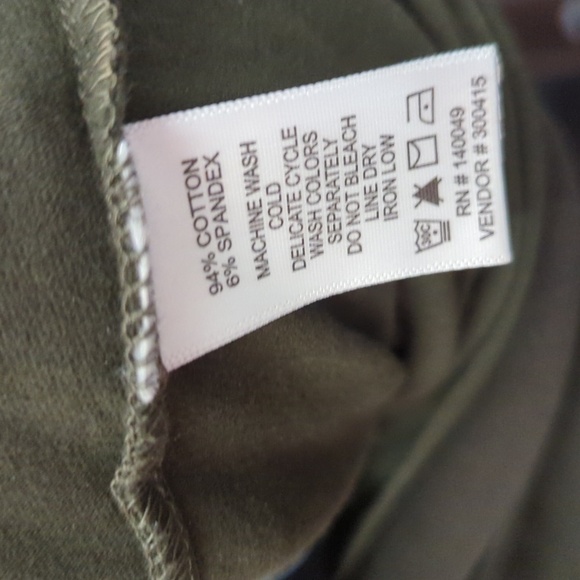 94% COTTON
6% SPANDEX
MACHINE WASH
COLD
DELICATE CYCLE
WASH COLORS
SEPARATELY
DO NOT BLEACH
LINE DRY
IRON LOW
30C
RN # 140049
VENDOR # 300415